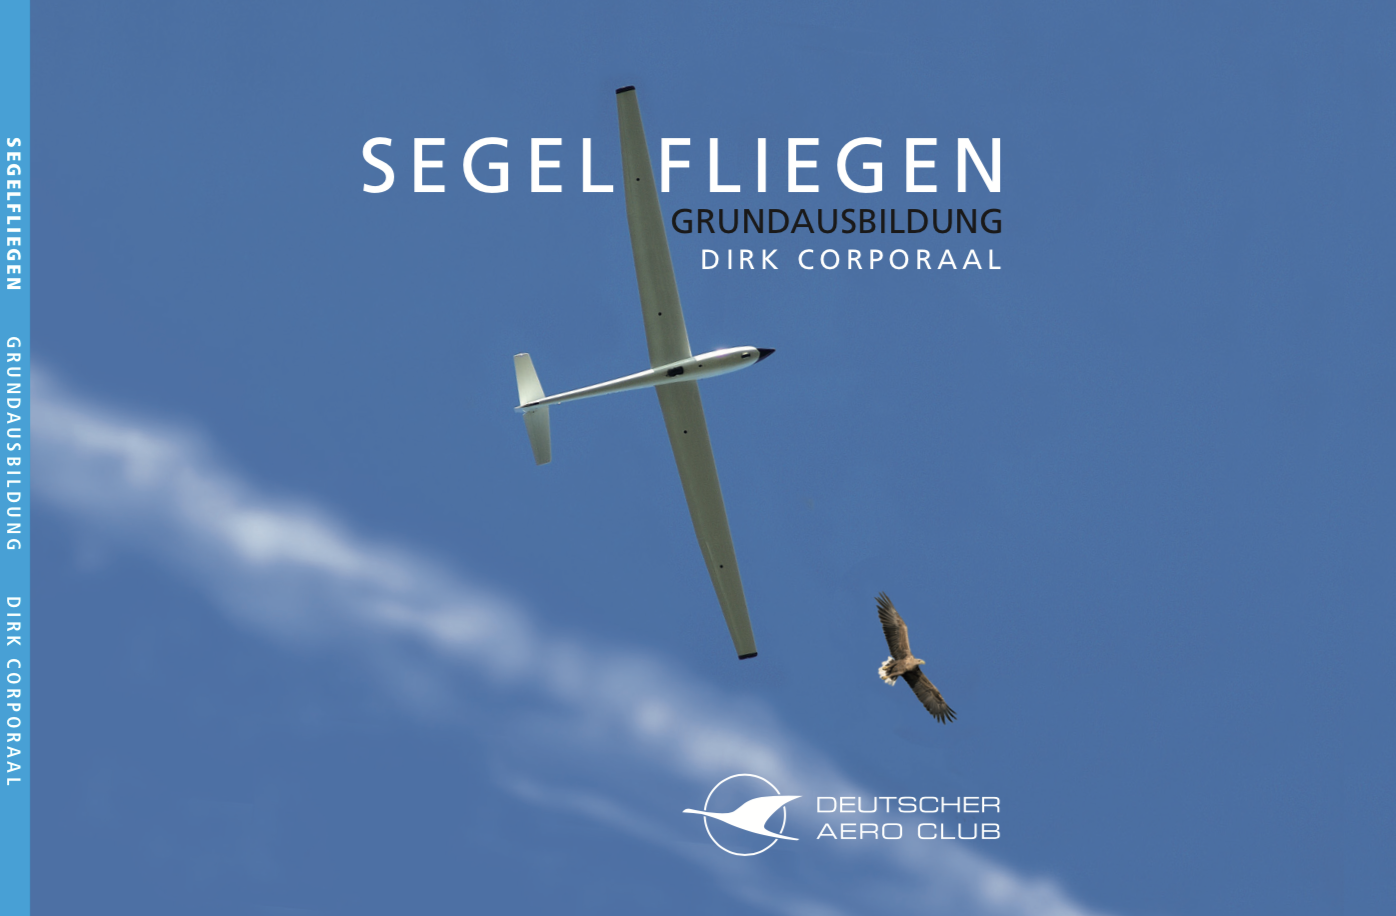 SEGELFLIEGEN
GRUNDAUSBILDUNG
DIRK CORPORAAL
SEGELFLIEGEN GRUNDAUSBILDUNG DIRK CORPORAAL
DEUTSCHER
AERO CLUB